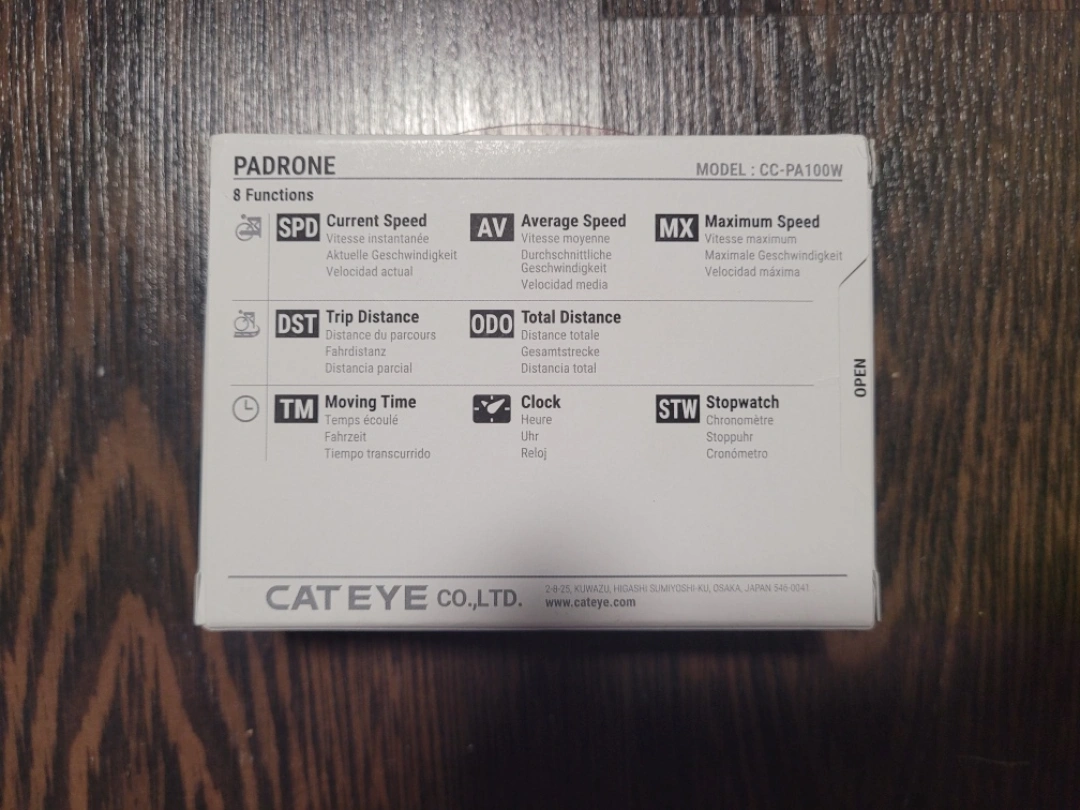 PADRONE
MODEL : CC-PA100W
8 Functions
SPD Current Speed
Vitesse instantanée
Aktuelle Geschwindigkeit
Velocidad actual
AV Average Speed
Vitesse moyenne
Durchschnittliche
Geschwindigkeit
Velocidad media
MX Maximum Speed
Vitesse maximum
Maximale Geschwindigkeit
Velocidad máxima
DST Trip Distance
Distance du parcours
Fahrdistanz
Distancia parcial
ODO Total Distance
Distance totale
Gesamtstrecke
Distancia total
OPEN
TM Moving Time
Temps écoulé
Fahrzeit
Tiempo transcurrido
Clock
Heure
Uhr
Reloj
STW Stopwatch
Chronomètre
Stoppuhr
Cronómetro
CATEYE CO.,LTD.
2-8-25, KUWAZU, HIGASHI SUMIYOSHI-KU, OSAKA, JAPAN 546-0041
www.cateye.com